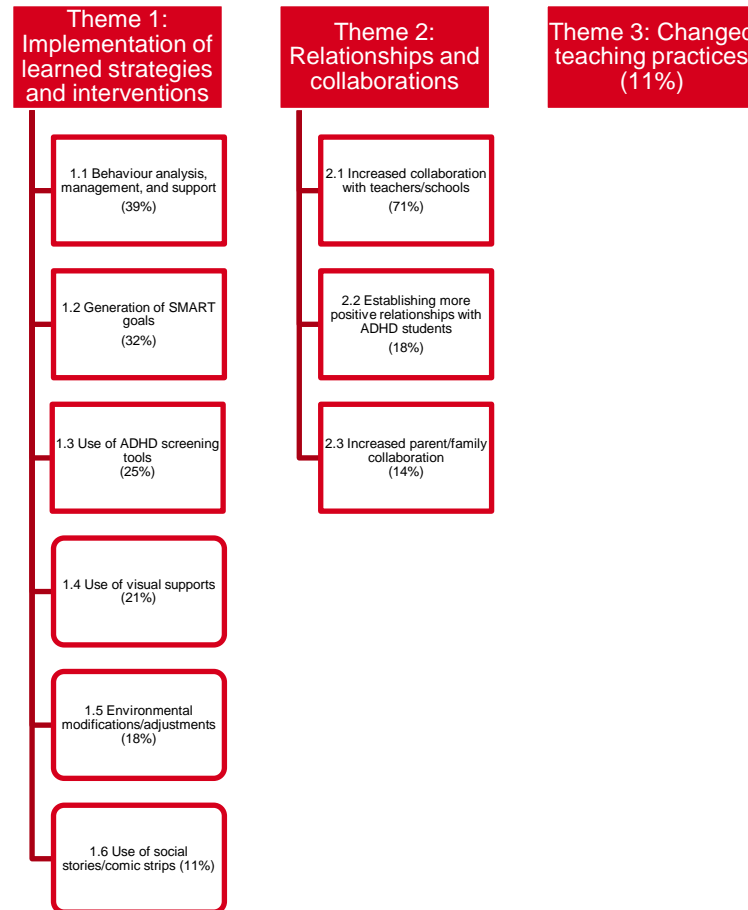 Theme 1:
Implementation of
learned strategies
and interventions
1.1 Behaviour analysis,
management, and support
(39%)
1.2 Generation of SMART
goals
(32%)
1.3 Use of ADHD screening
tools
(25%)
1.4 Use of visual supports
(21%)
1.5 Environmental
modifications/adjustments
(18%)
1.6 Use of social
stories/comic strips (11%)
Theme 2:
Relationships and
collaborations
2.1 Increased collaboration
with teachers/schools
(71%)
2.2 Establishing more
positive relationships with
ADHD students
(18%)
2.3 Increased parent/family
collaboration
(14%)
Theme 3: Changed
teaching practices
(11%)